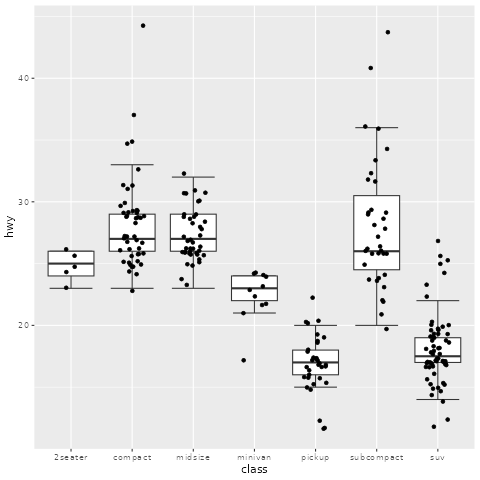 hwy
40
30
20
2seater compact midsize minivan pickup subcompact suv
class